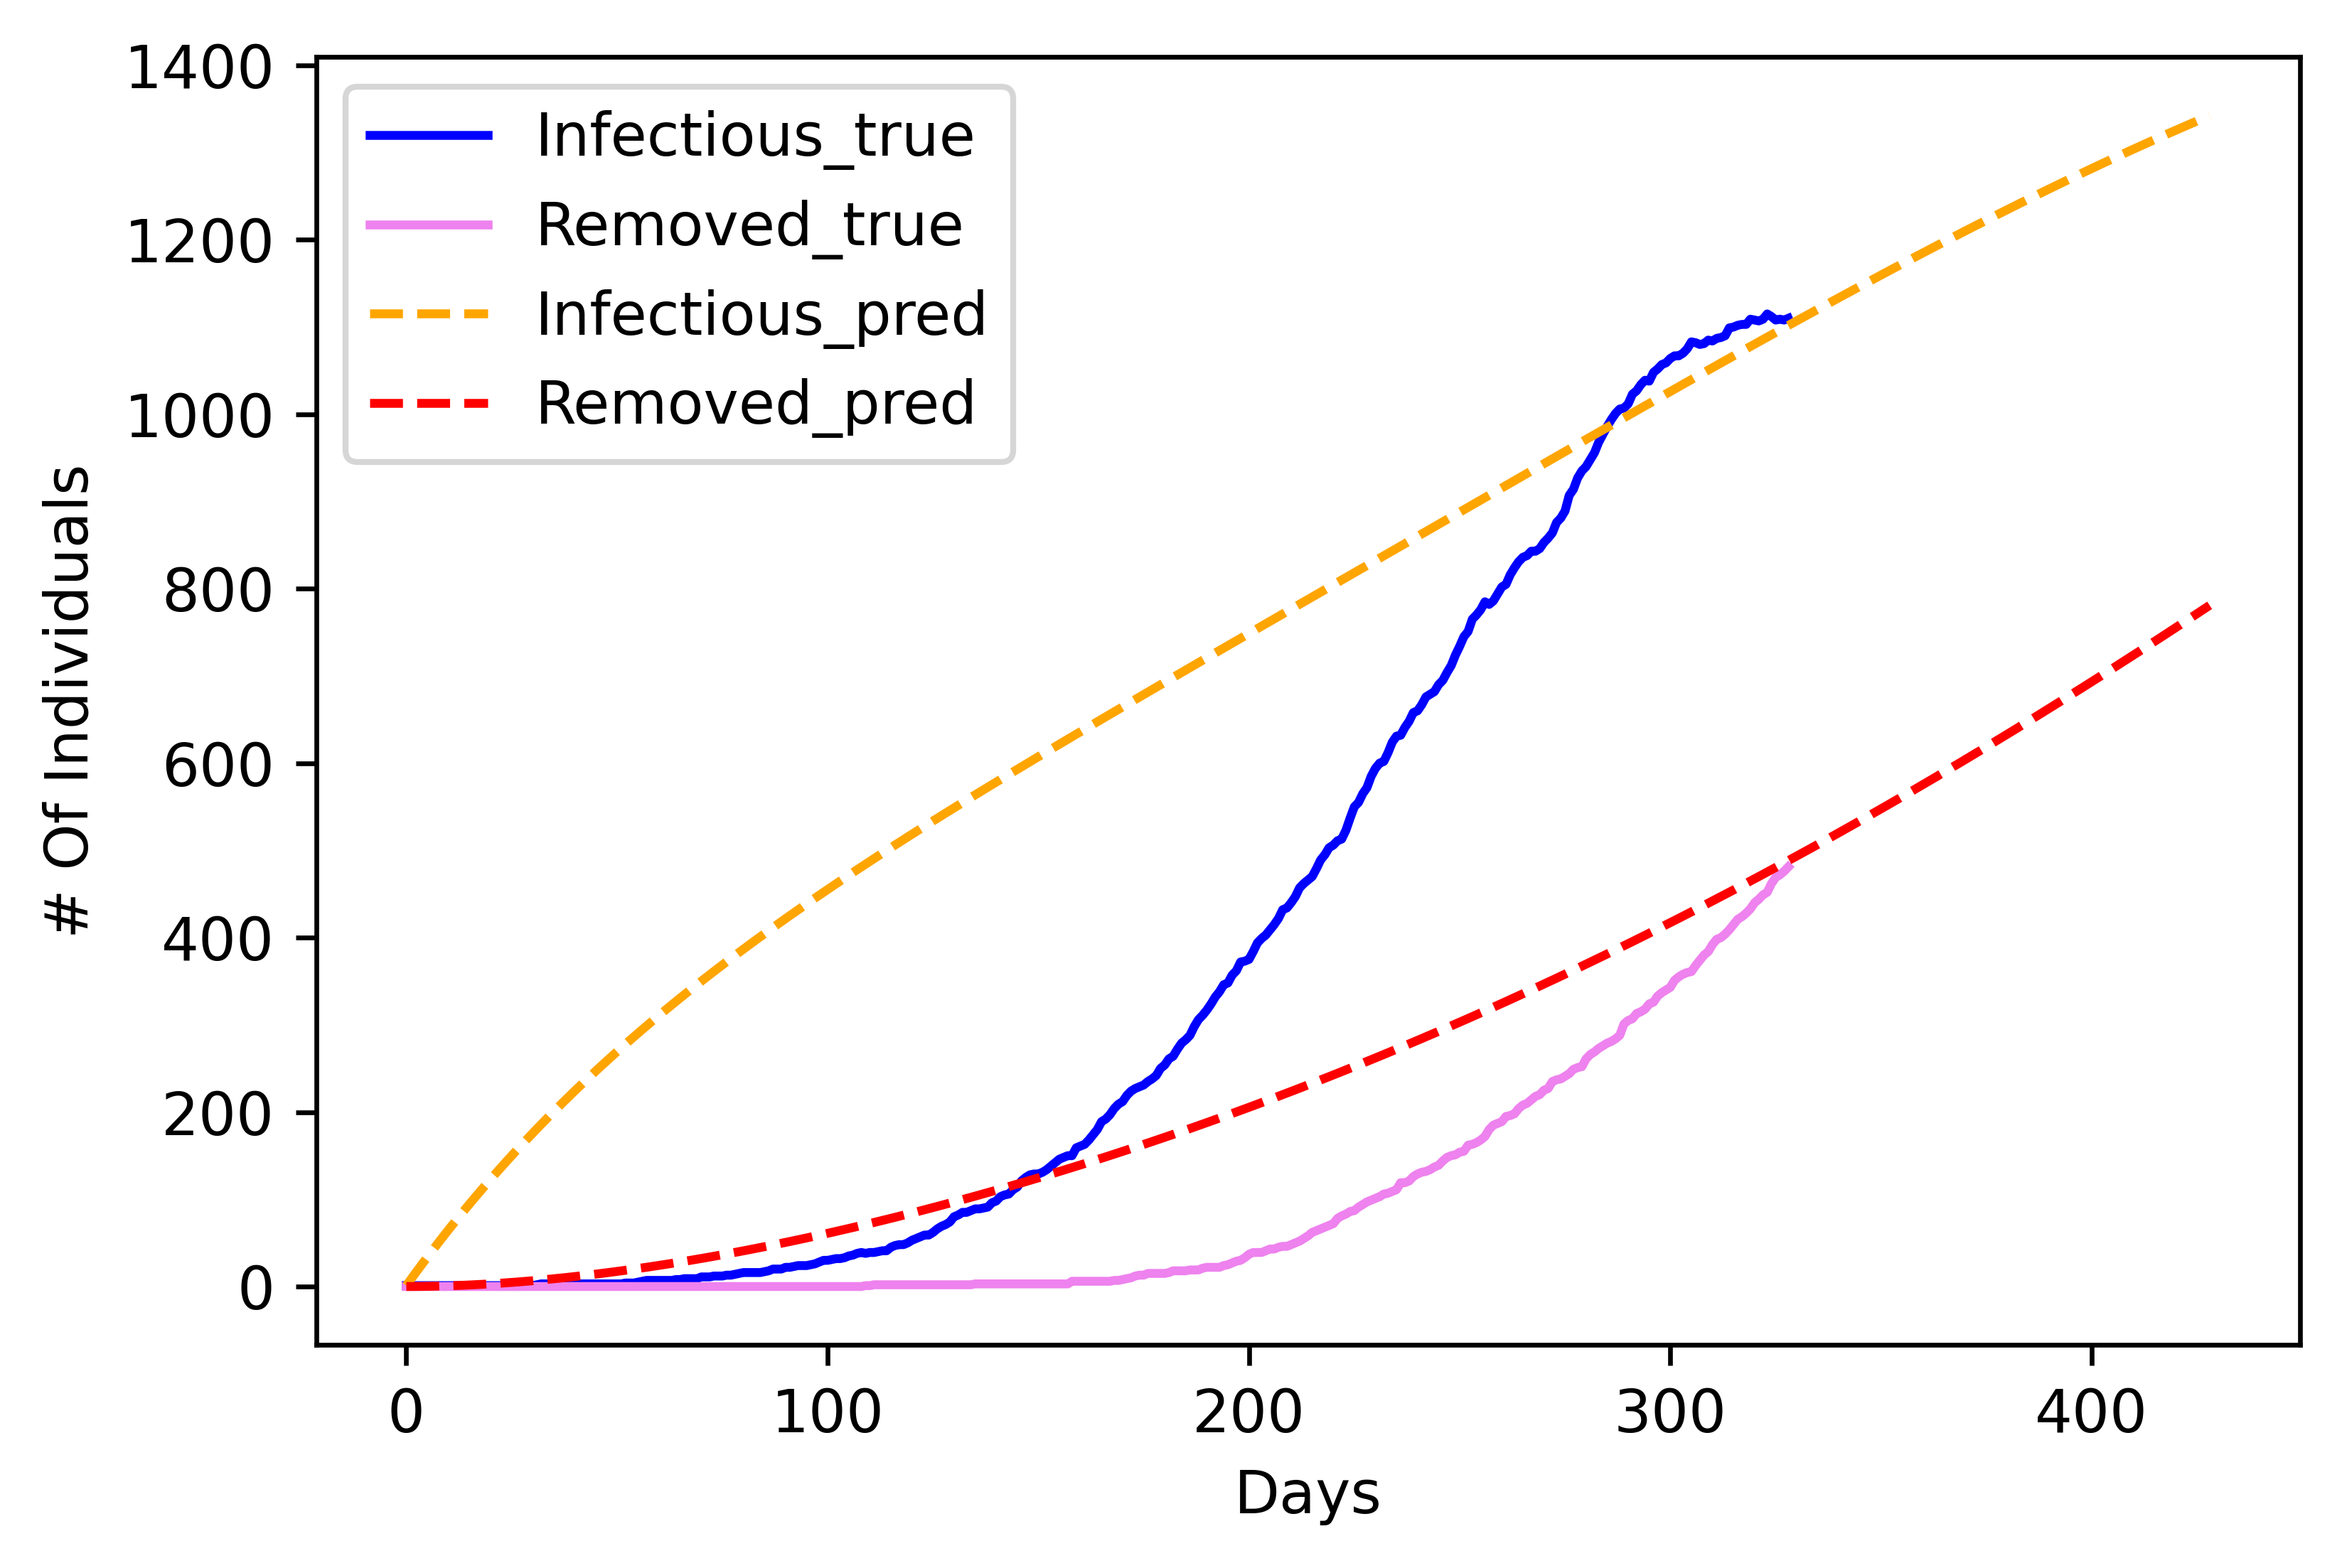 Infectious_true
Removed_true
Infectious_pred
Removed_pred
1400
1200
1000
800
600
400
200
0
# Of Individuals
0 100 200 300 400
Days